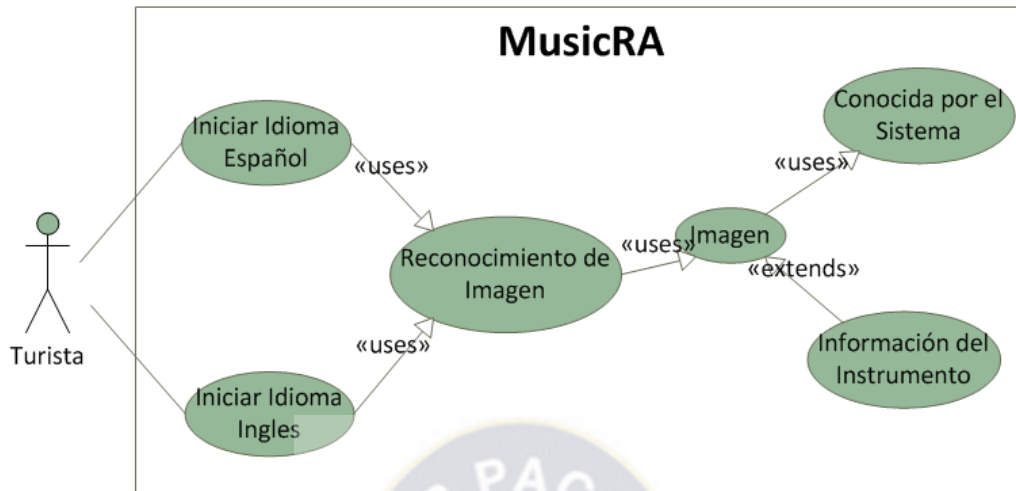 MusicRA
Iniciar Idioma
Español
Conocida por el
Sistema
«uses»
«uses»
Turista
Reconocimiento de
Imagen
«uses»
Imagen
«extends»
«uses»
Información del
Instrumento
Iniciar Idioma
Ingles
PAC